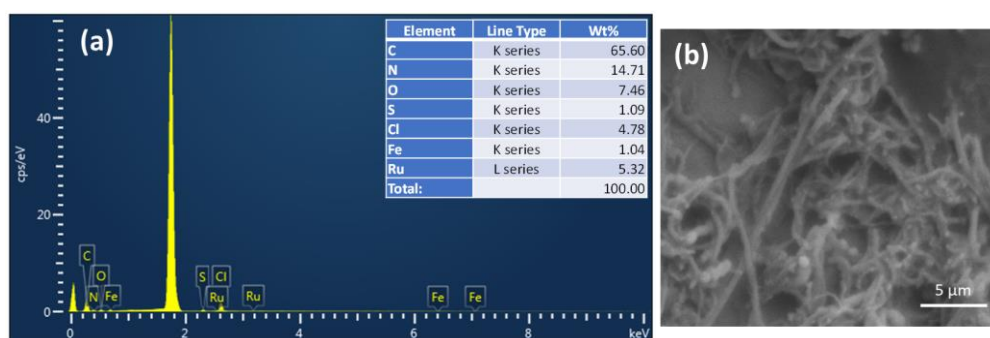 (a)
Element Line Type Wt%
C K series 65.60
N K series 14.71
O K series 7.46
S K series 1.09
Cl K series 4.78
Fe K series 1.04
Ru L series 5.32
Total: 100.00
cps/eV
40
20
0
C
O
N
Fe
S
Cl
Ru
Ru
Fe
Fe
0 2 4 6 8 keV
(b)
5 µm